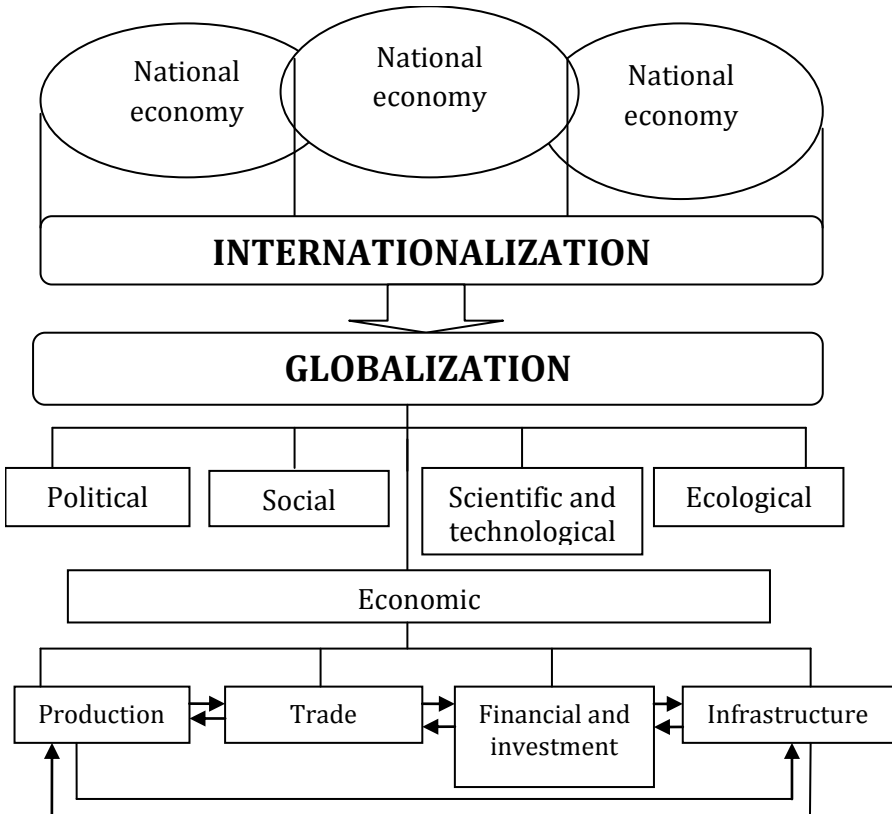 National
economy
National
economy
National
economy
INTERNATIONALIZATION
GLOBALIZATION
Political
Social
Scientific and
technological
Ecological
Economic
Production
Trade
Financial and
investment
Infrastructure